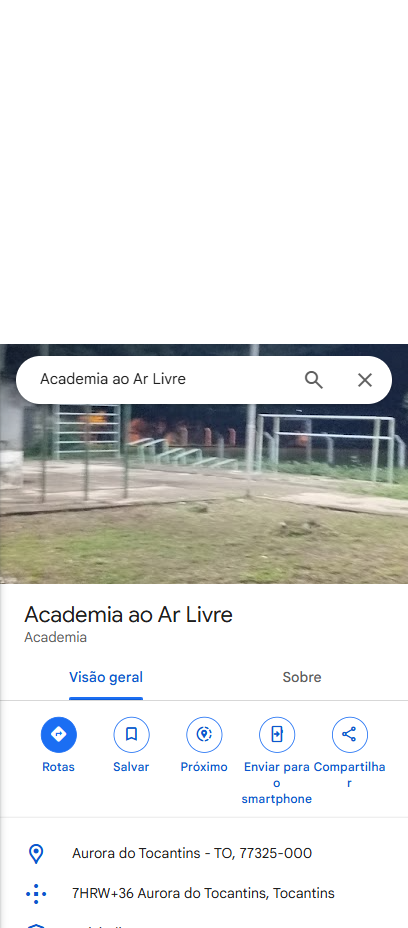 Academia ao Ar Livre
Academia ao Ar Livre
Academia
Visão geral
Sobre
Rotas
Salvar
Próximo
Enviar para o smartphone
Compartilhar
Aurora do Tocantins - TO, 77325-000
7HRW+36 Aurora do Tocantins, Tocantins